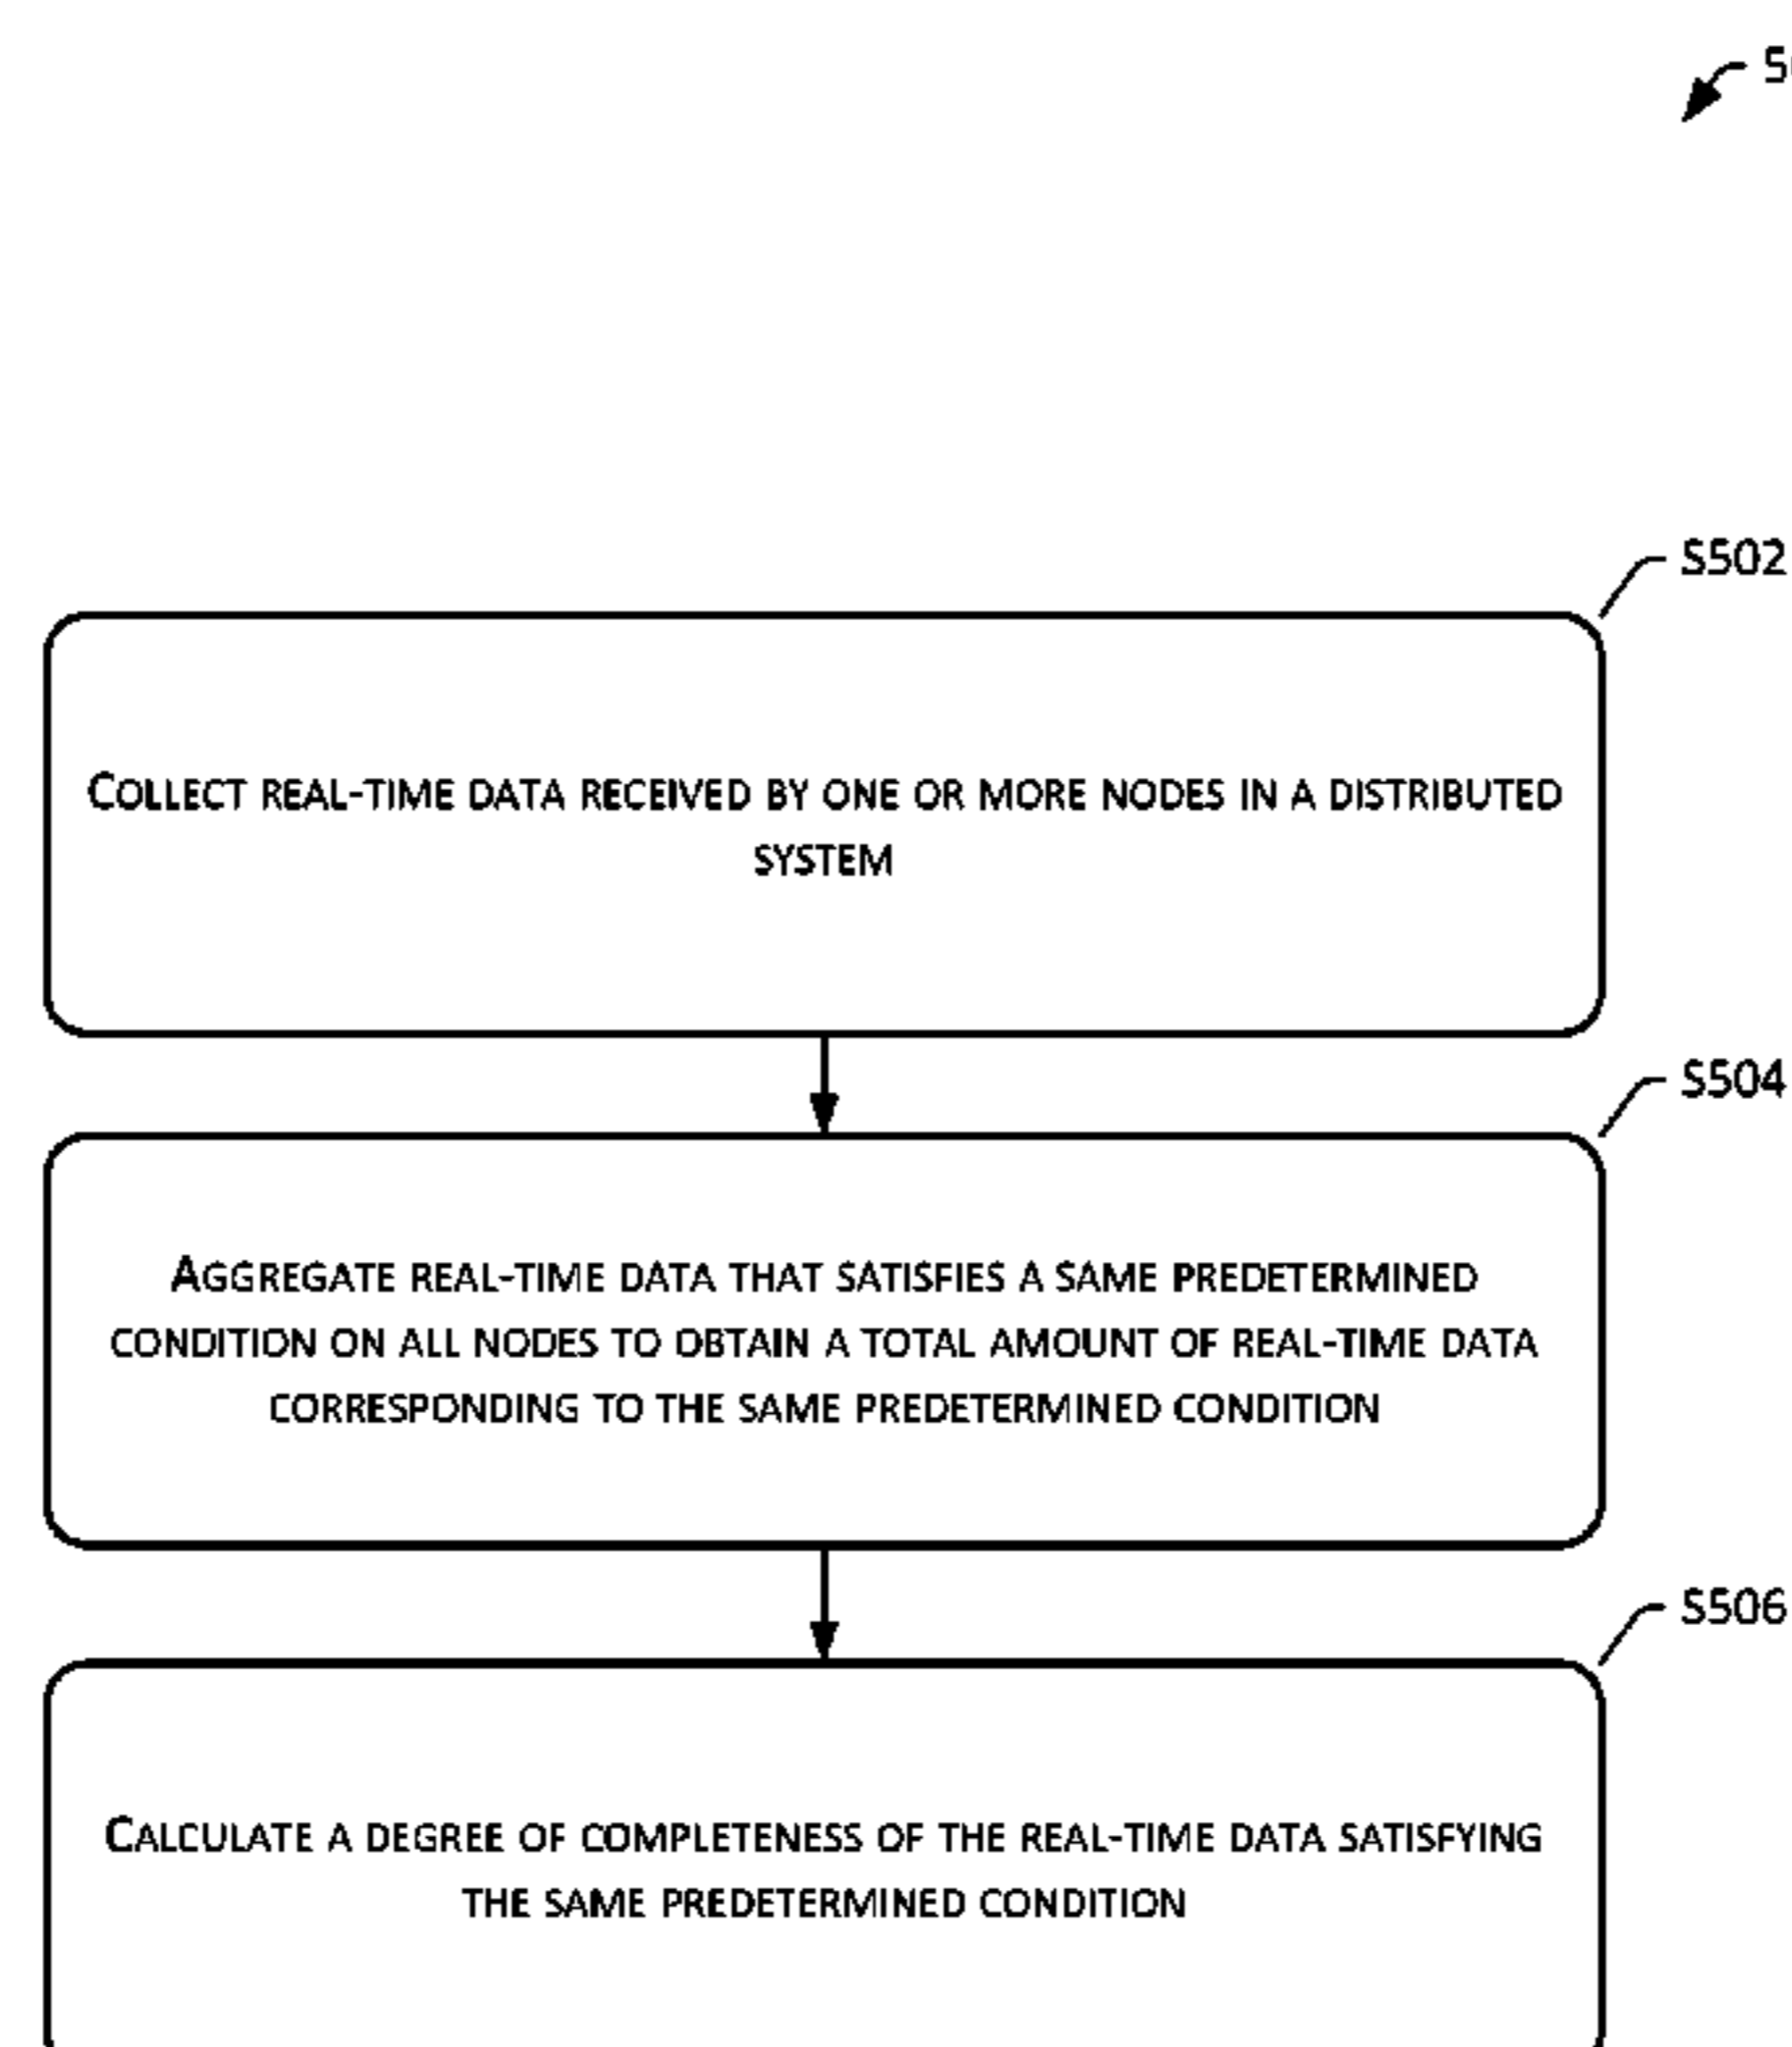 S502
Collect real-time data received by one or more nodes in a distributed
system
S504
Aggregate real-time data that satisfies a same predetermined
condition on all nodes to obtain a total amount of real-time data
corresponding to the same predetermined condition
S506
Calculate a degree of completeness of the real-time data satisfying
the same predetermined condition